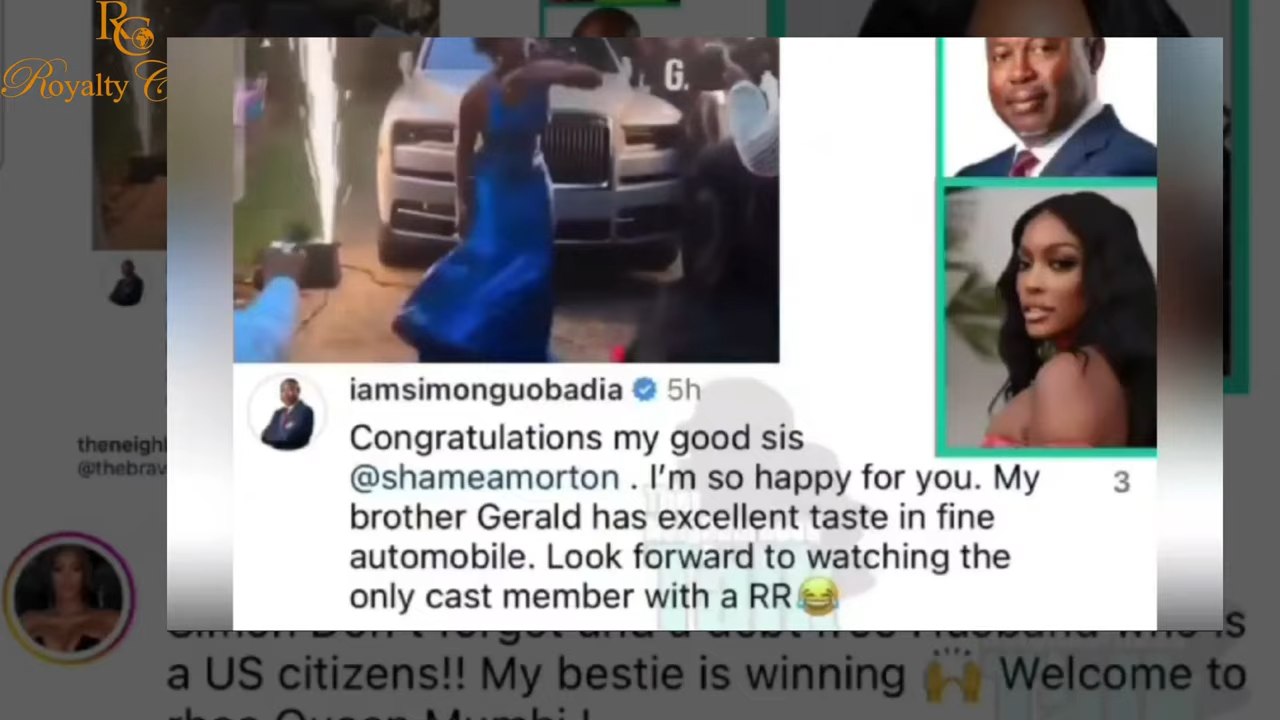 RC
Royalty C
G.
iamsimonguobadia 5h
Congratulations my good sis
@shameamorton . I'm so happy for you. My
brother Gerald has excellent taste in fine
automobile. Look forward to watching the
only cast member with a RR😂
3
theneigh
@thebrav
a US citizens!! My bestie is winning 🙌 Welcome to